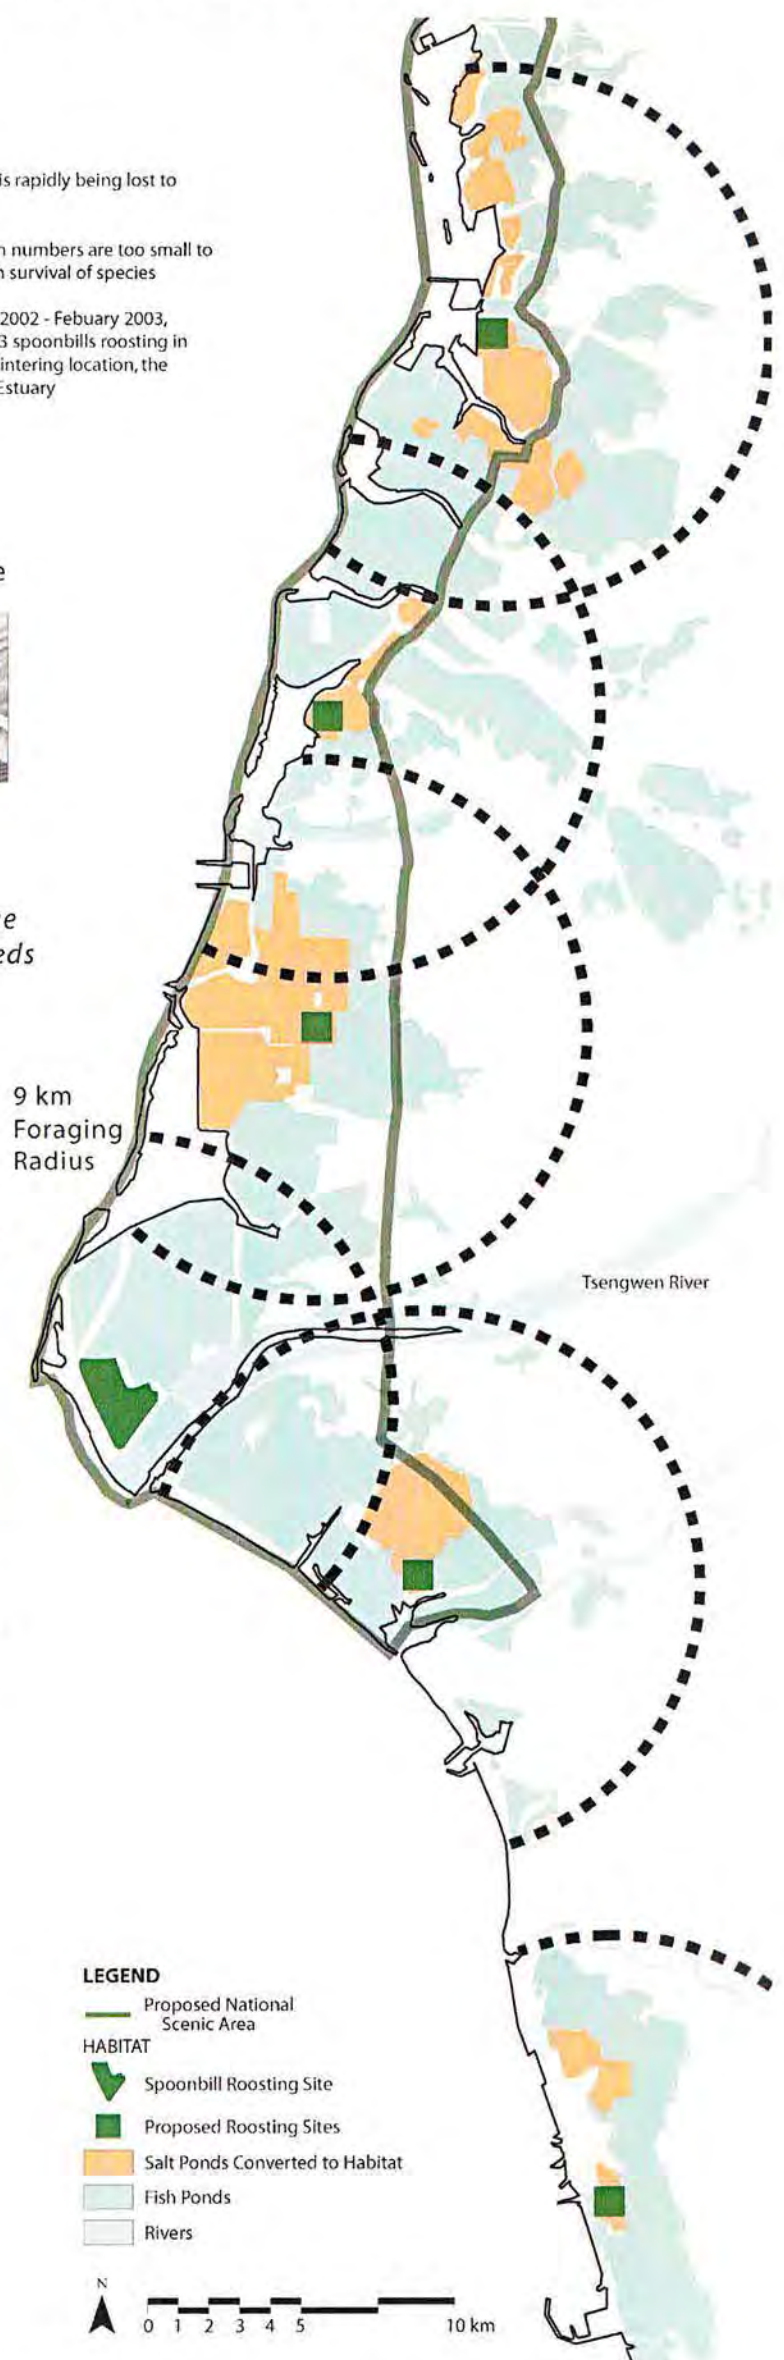 is rapidly being lost to
numbers are too small to
survival of species
2002 - Febuary 2003,
3 spoonbills roosting in
intering location, the
Estuary
e
e
eds
9 km
Foraging
Radius
Tsengwen River
LEGEND
Proposed National
Scenic Area
HABITAT
Spoonbill Roosting Site
Proposed Roosting Sites
Salt Ponds Converted to Habitat
Fish Ponds
Rivers
N
0 1 2 3 4 5 10 km